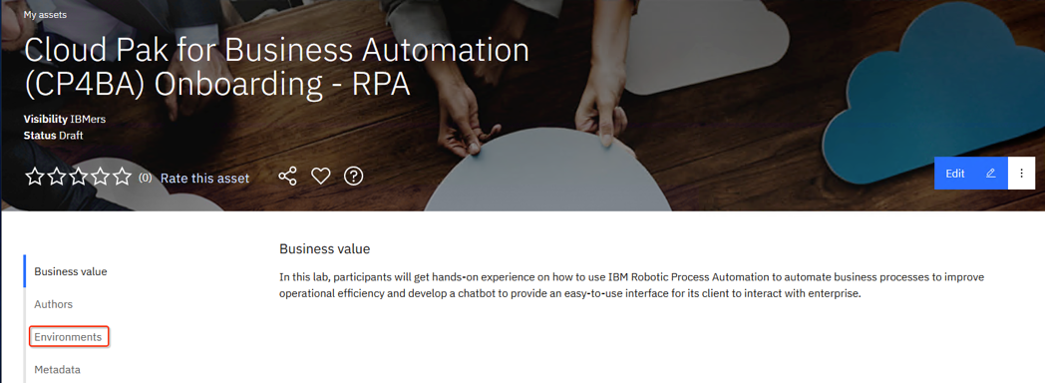 My assets
Cloud Pak for Business Automation
(CP4BA) Onboarding - RPA
Visibility IBMers
Status Draft
(0) Rate this asset
Edit
Business value
Authors
Environments
Metadata
Business value
In this lab, participants will get hands-on experience on how to use IBM Robotic Process Automation to automate business processes to improve
operational efficiency and develop a chatbot to provide an easy-to-use interface for its client to interact with enterprise.